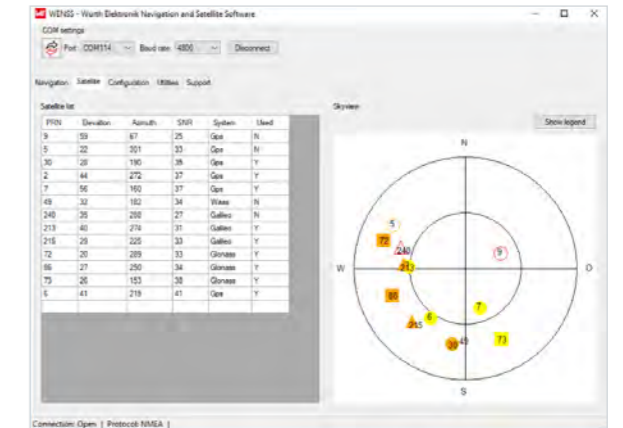 WENSS - Wurth Elektronik Navigation and Satellite Software
COM settings
Port COM114 Baud rate 4800 Disconnect
Navigation Satellite Configuration Utilities Support
Satellite list Skyview
Show legend
PRN Elevation Azimuth SNR System Used
9 59 67 25 Gps N
5 22 301 33 Gps N
30 20 190 35 Gps Y
2 44 272 37 Gps Y
7 56 160 37 Gps Y
49 32 182 34 Waas N
240 35 288 27 Galileo N
213 40 274 31 Galileo Y
215 29 225 33 Galileo Y
72 20 289 33 Glonass Y
86 27 250 34 Glonass Y
73 26 153 38 Glonass Y
6 41 219 41 Gps Y
N
5
72
240
9
W 213 O
86
7
6
215
30 49 73
S
Connection: Open | Protocol: NMEA |